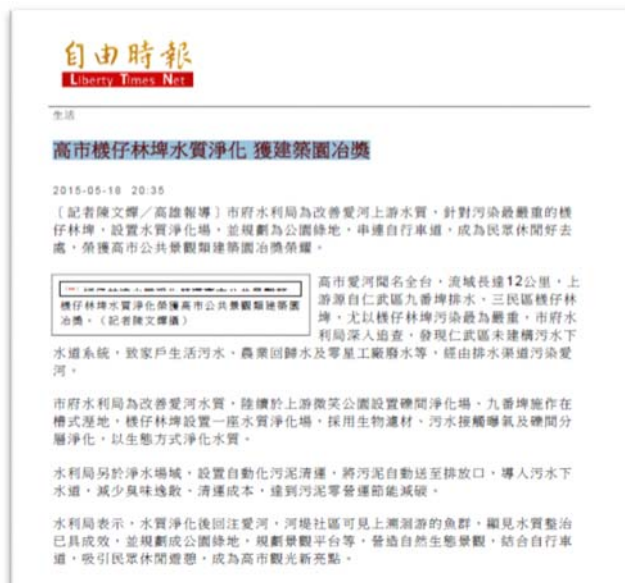 自由時報
Liberty Times Net
生活
高市檨仔林埤水質淨化 獲建築園冶獎
2015-05-18 20:35
〔記者陳文嬋／高雄報導〕市府水利局為改善愛河上游水質，針對污染最嚴重的檨
仔林埤，設置水質淨化場，並規劃為公園綠地，串連自行車道，成為民眾休閒好去
處，榮獲高市公共景觀類建築園冶獎榮耀。
檨仔林埤水質淨化榮獲高市公共景觀類建築園
冶獎。（記者陳文嬋攝）
高市愛河聞名全台，流域長達12公里，上
游源自仁武區九番埤排水、三民區檨仔林
埤，尤以檨仔林埤污染最為嚴重，市府水
利局深入追查，發現仁武區未建構污水下
水道系統，致家戶生活污水、農業回歸水及零星工廠廢水等，經由排水渠道污染愛
河。
市府水利局為改善愛河水質，陸續於上游微笑公園設置礫間淨化場、九番埤施作在
槽式溼地，檨仔林埤設置一座水質淨化場，採用生物濾材、污水接觸曝氣及礫間分
層淨化，以生態方式淨化水質。
水利局另於淨水場域，設置自動化污泥清運，將污泥自動送至排放口，導入污水下
水道，減少臭味逸散、清運成本，達到污泥零營運節能減碳。
水利局表示，水質淨化後回注愛河，河堤社區可見上溯洄游的魚群，顯見水質整治
已具成效，並規劃成公園綠地，規劃景觀平台等，營造自然生態景觀，結合自行車
道，吸引民眾休閒遊憩，成為高市觀光新亮點。